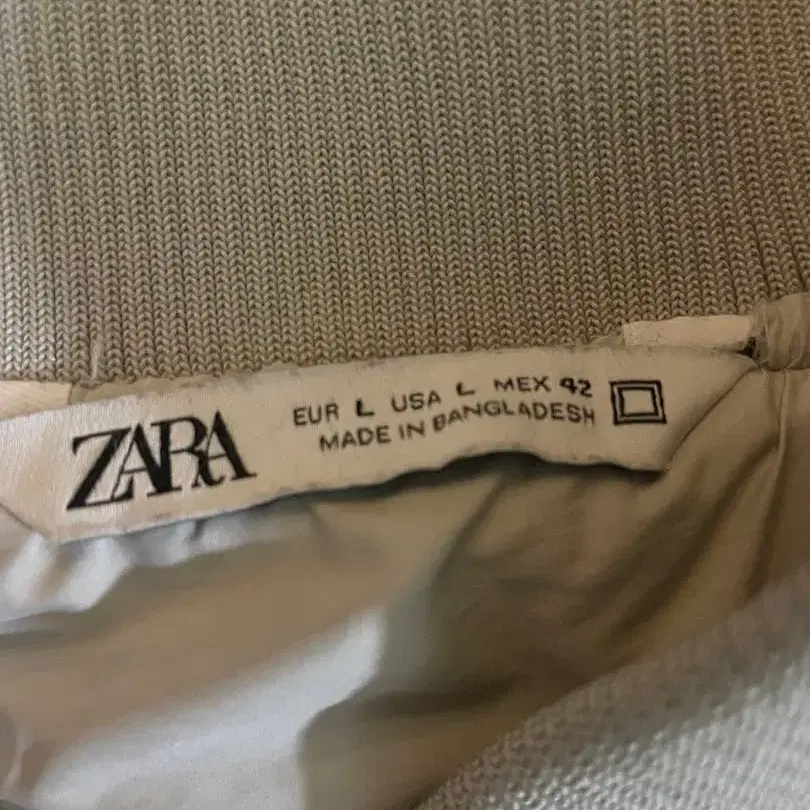 ZARA
EUR L USA L MEX 42
MADE IN BANGLADESH